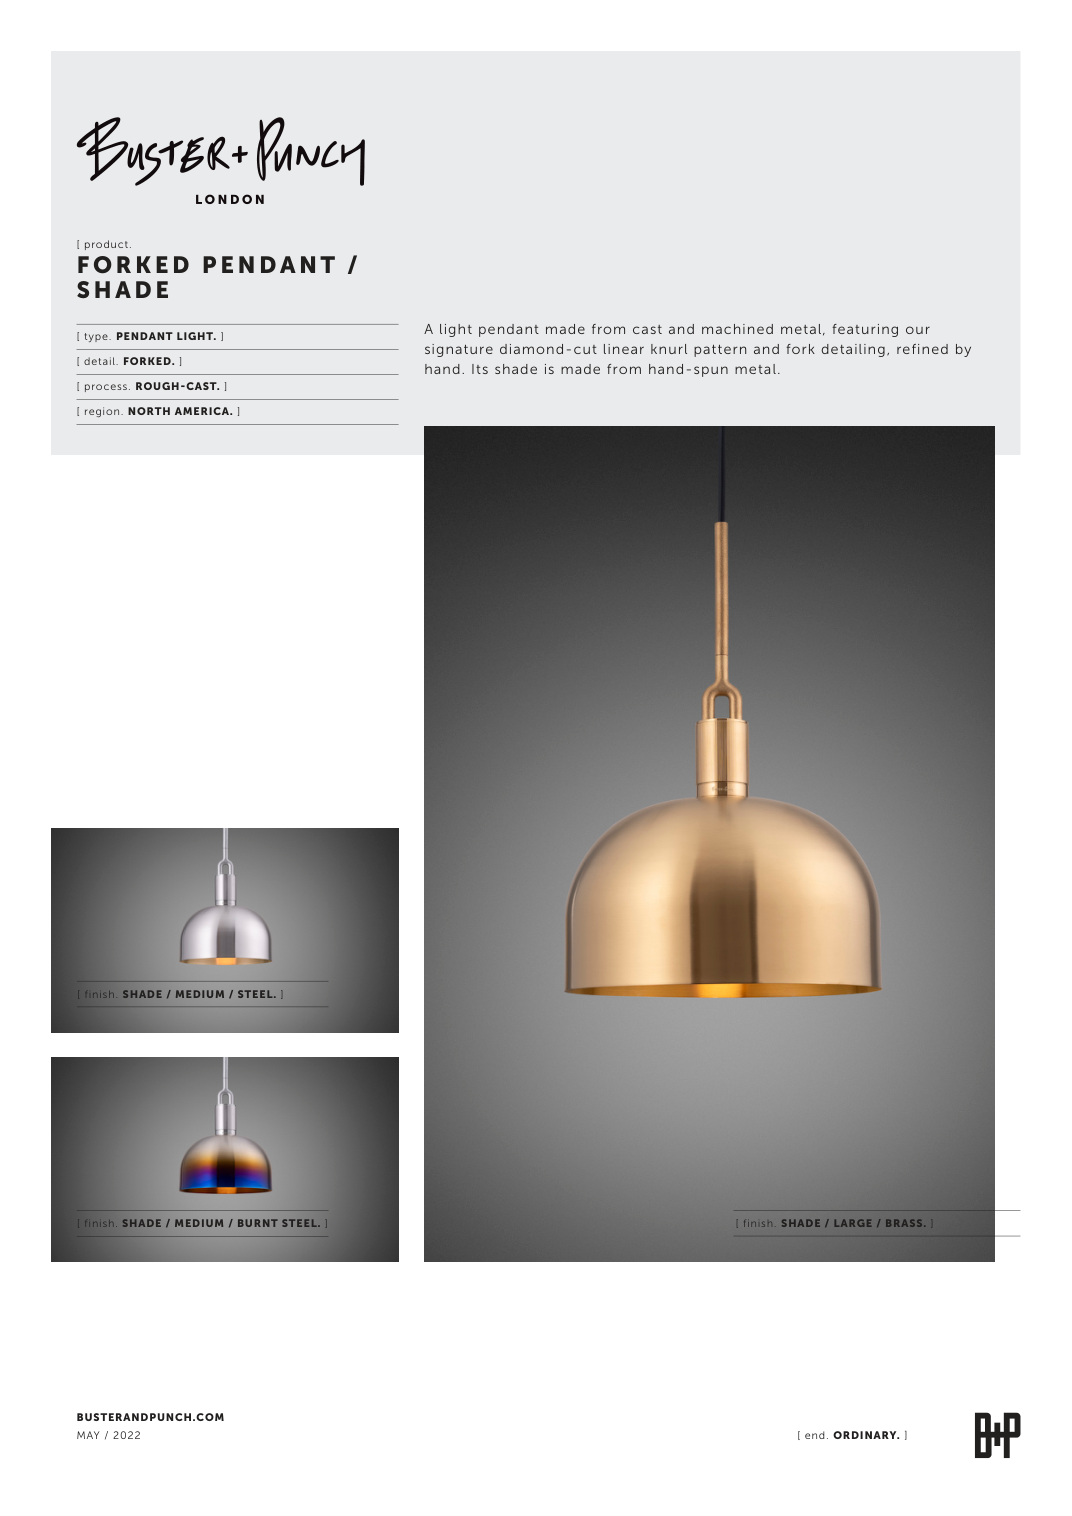 BUSTER + PUNCH
LONDON
[ product.
FORKED PENDANT /
SHADE
[ type. PENDANT LIGHT. ]
[ detail. FORKED. ]
[ process. ROUGH-CAST. ]
[ region. NORTH AMERICA. ]
A light pendant made from cast and machined metal, featuring our
signature diamond-cut linear knurl pattern and fork detailing, refined by
hand. Its shade is made from hand-spun metal.
[ finish. SHADE / MEDIUM / STEEL. ]
[ finish. SHADE / MEDIUM / BURNT STEEL. ]
[ finish. SHADE / LARGE / BRASS. ]
BUSTERANDPUNCH.COM
MAY / 2022
[ end. ORDINARY. ]
B+P